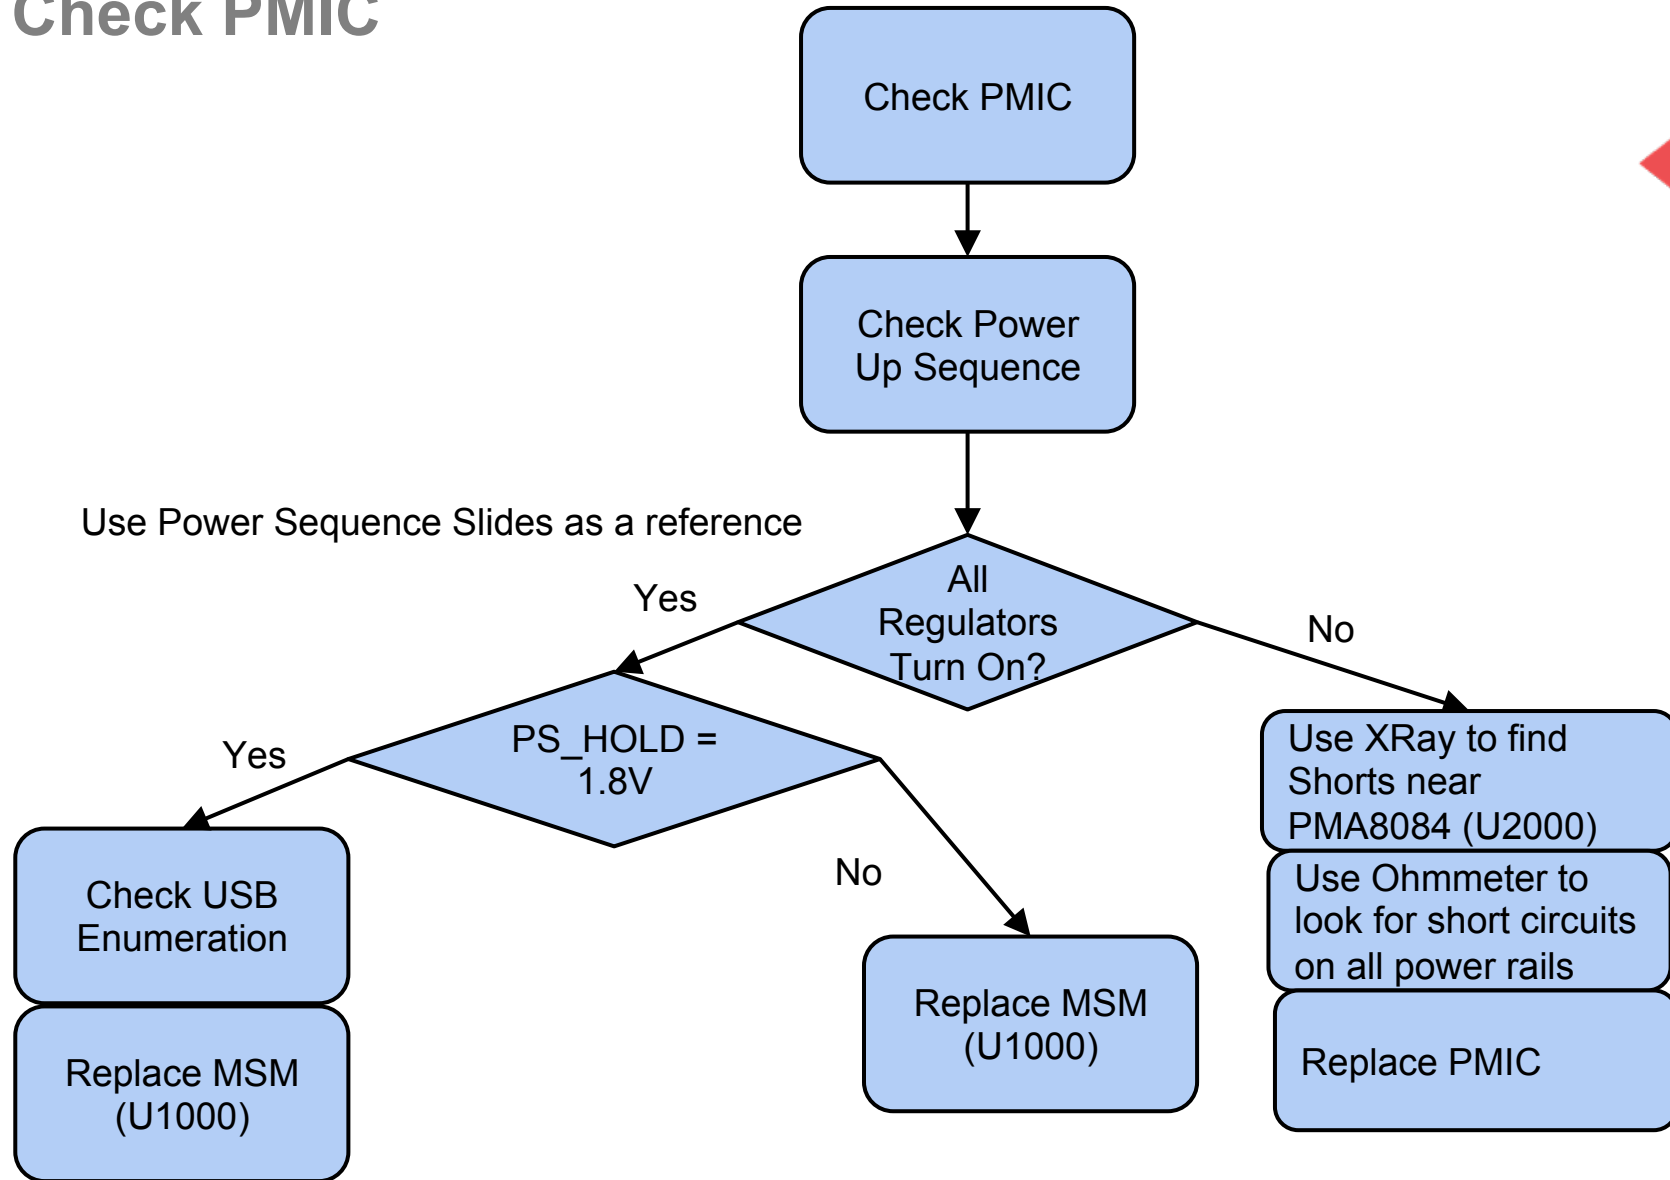 Check PMIC
Check PMIC
Check Power
Up Sequence
Use Power Sequence Slides as a reference
All
Regulators
Turn On?
Yes
No
PS_HOLD =
1.8V
Yes
No
Use XRay to find
Shorts near
PMA8084 (U2000)
Use Ohmmeter to
look for short circuits
on all power rails
Replace PMIC
Check USB
Enumeration
Replace MSM
(U1000)
Replace MSM
(U1000)